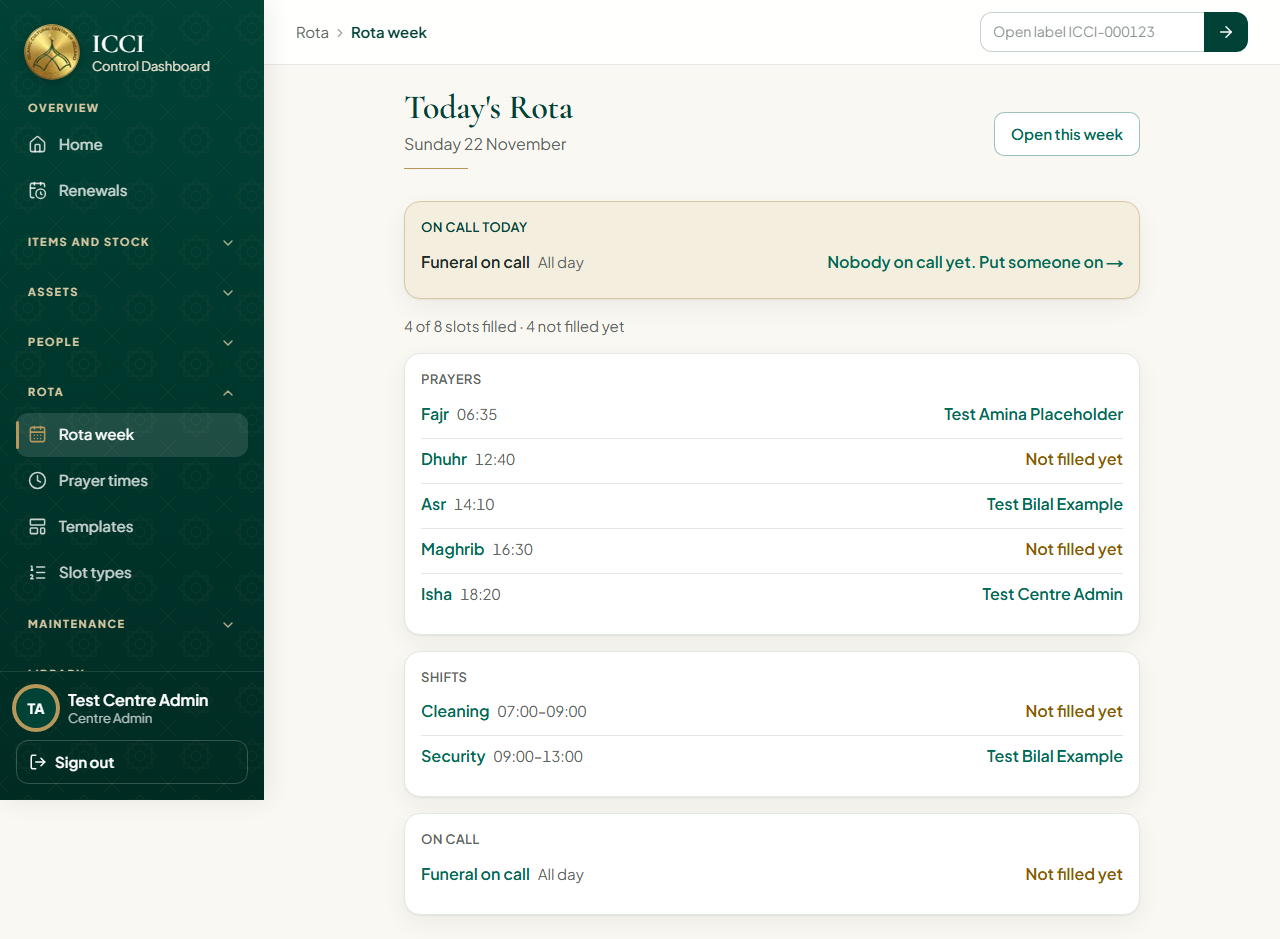 ICCI
Control Dashboard
OVERVIEW
Home
Renewals
ITEMS AND STOCK
ASSETS
PEOPLE
ROTA
Rota week
Prayer times
Templates
Slot types
MAINTENANCE
TA
Test Centre Admin
Centre Admin
Sign out
Rota › Rota week
Open label ICCI-000123
Today's Rota
Sunday 22 November
Open this week
ON CALL TODAY
Funeral on call All day
Nobody on call yet. Put someone on →
4 of 8 slots filled · 4 not filled yet
PRAYERS
Fajr 06:35 Test Amina Placeholder
Dhuhr 12:40 Not filled yet
Asr 14:10 Test Bilal Example
Maghrib 16:30 Not filled yet
Isha 18:20 Test Centre Admin
SHIFTS
Cleaning 07:00–09:00 Not filled yet
Security 09:00–13:00 Test Bilal Example
ON CALL
Funeral on call All day Not filled yet